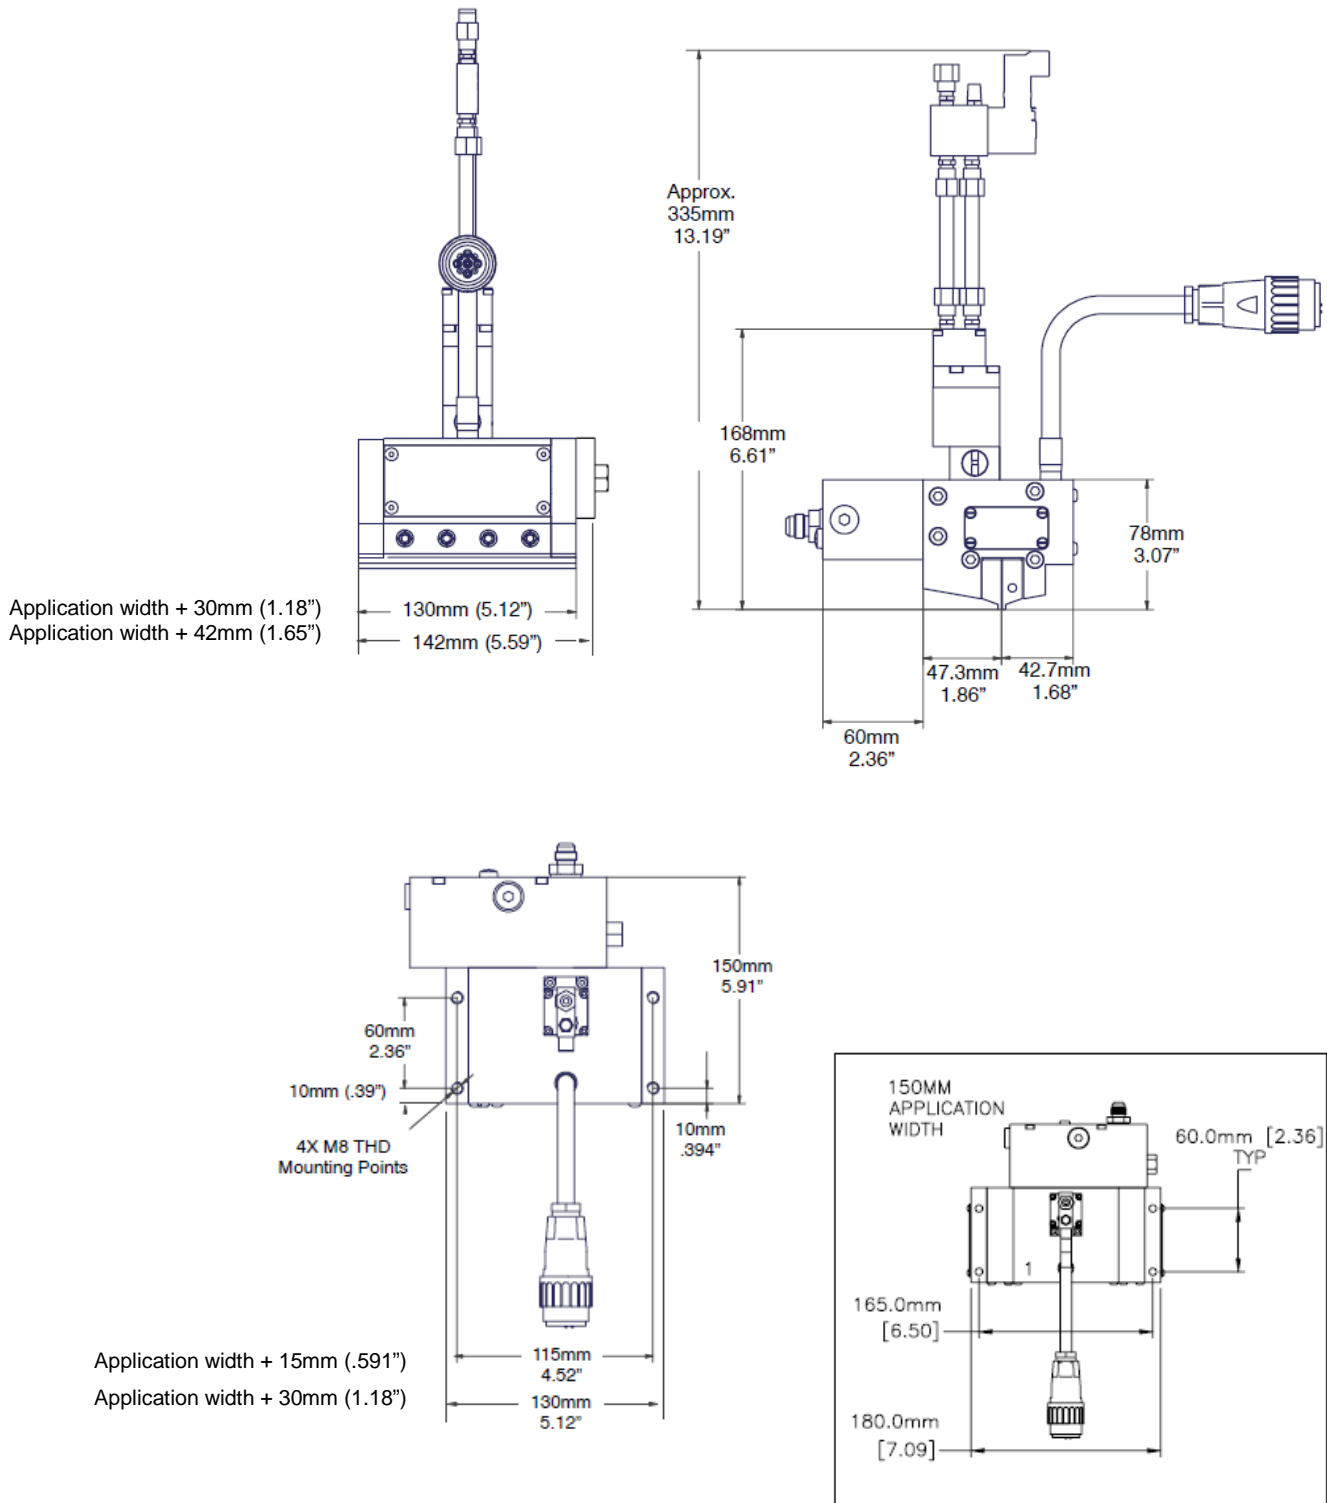 Approx.
335mm
13.19”
168mm
6.61”
78mm
3.07”
Application width + 30mm (1.18”)
130mm (5.12”)
Application width + 42mm (1.65”)
142mm (5.59”)
47.3mm
1.86”
42.7mm
1.68”
60mm
2.36”
150mm
5.91”
60mm
2.36”
10mm (.39”)
10mm
.394”
4X M8 THD
Mounting Points
Application width + 15mm (.591”)
115mm
4.52”
Application width + 30mm (1.18”)
130mm
5.12”
150MM
APPLICATION
WIDTH
60.0mm [2.36]
TYP
1
165.0mm
[6.50]
180.0mm
[7.09]